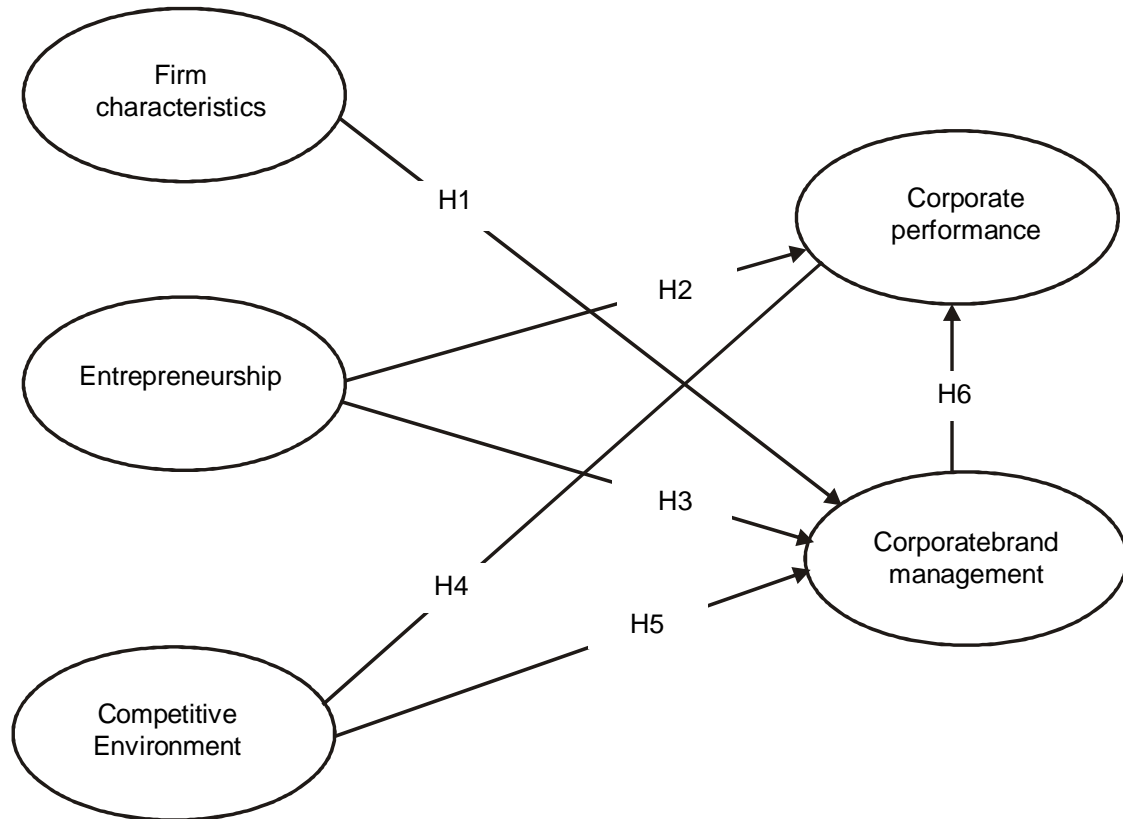 Firm
characteristics
H1
Corporate
performance
H2
Entrepreneurship
H6
H3
Corporatebrand
management
H4
H5
Competitive
Environment